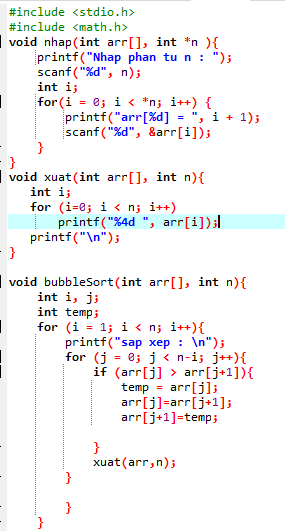 #include <stdio.h>
#include <math.h>
void nhap(int arr[], int *n ){
    printf("Nhap phan tu n : ");
    scanf("%d", n);
    int i;
    for(i = 0; i < *n; i++) {
        printf("arr[%d] = ", i + 1);
        scanf("%d", &arr[i]);
    }
}
void xuat(int arr[], int n){
   int i;
   for (i=0; i < n; i++)
       printf("%4d ", arr[i]);
   printf("\n");
}
void bubbleSort(int arr[], int n){
    int i, j;
    int temp;
    for (i = 1; i < n; i++){
        printf("sap xep : \n");
        for (j = 0; j < n-i; j++){
            if (arr[j] > arr[j+1]){
                temp = arr[j];
                arr[j]=arr[j+1];
                arr[j+1]=temp;
            }
            xuat(arr,n);
        }
        }
    }